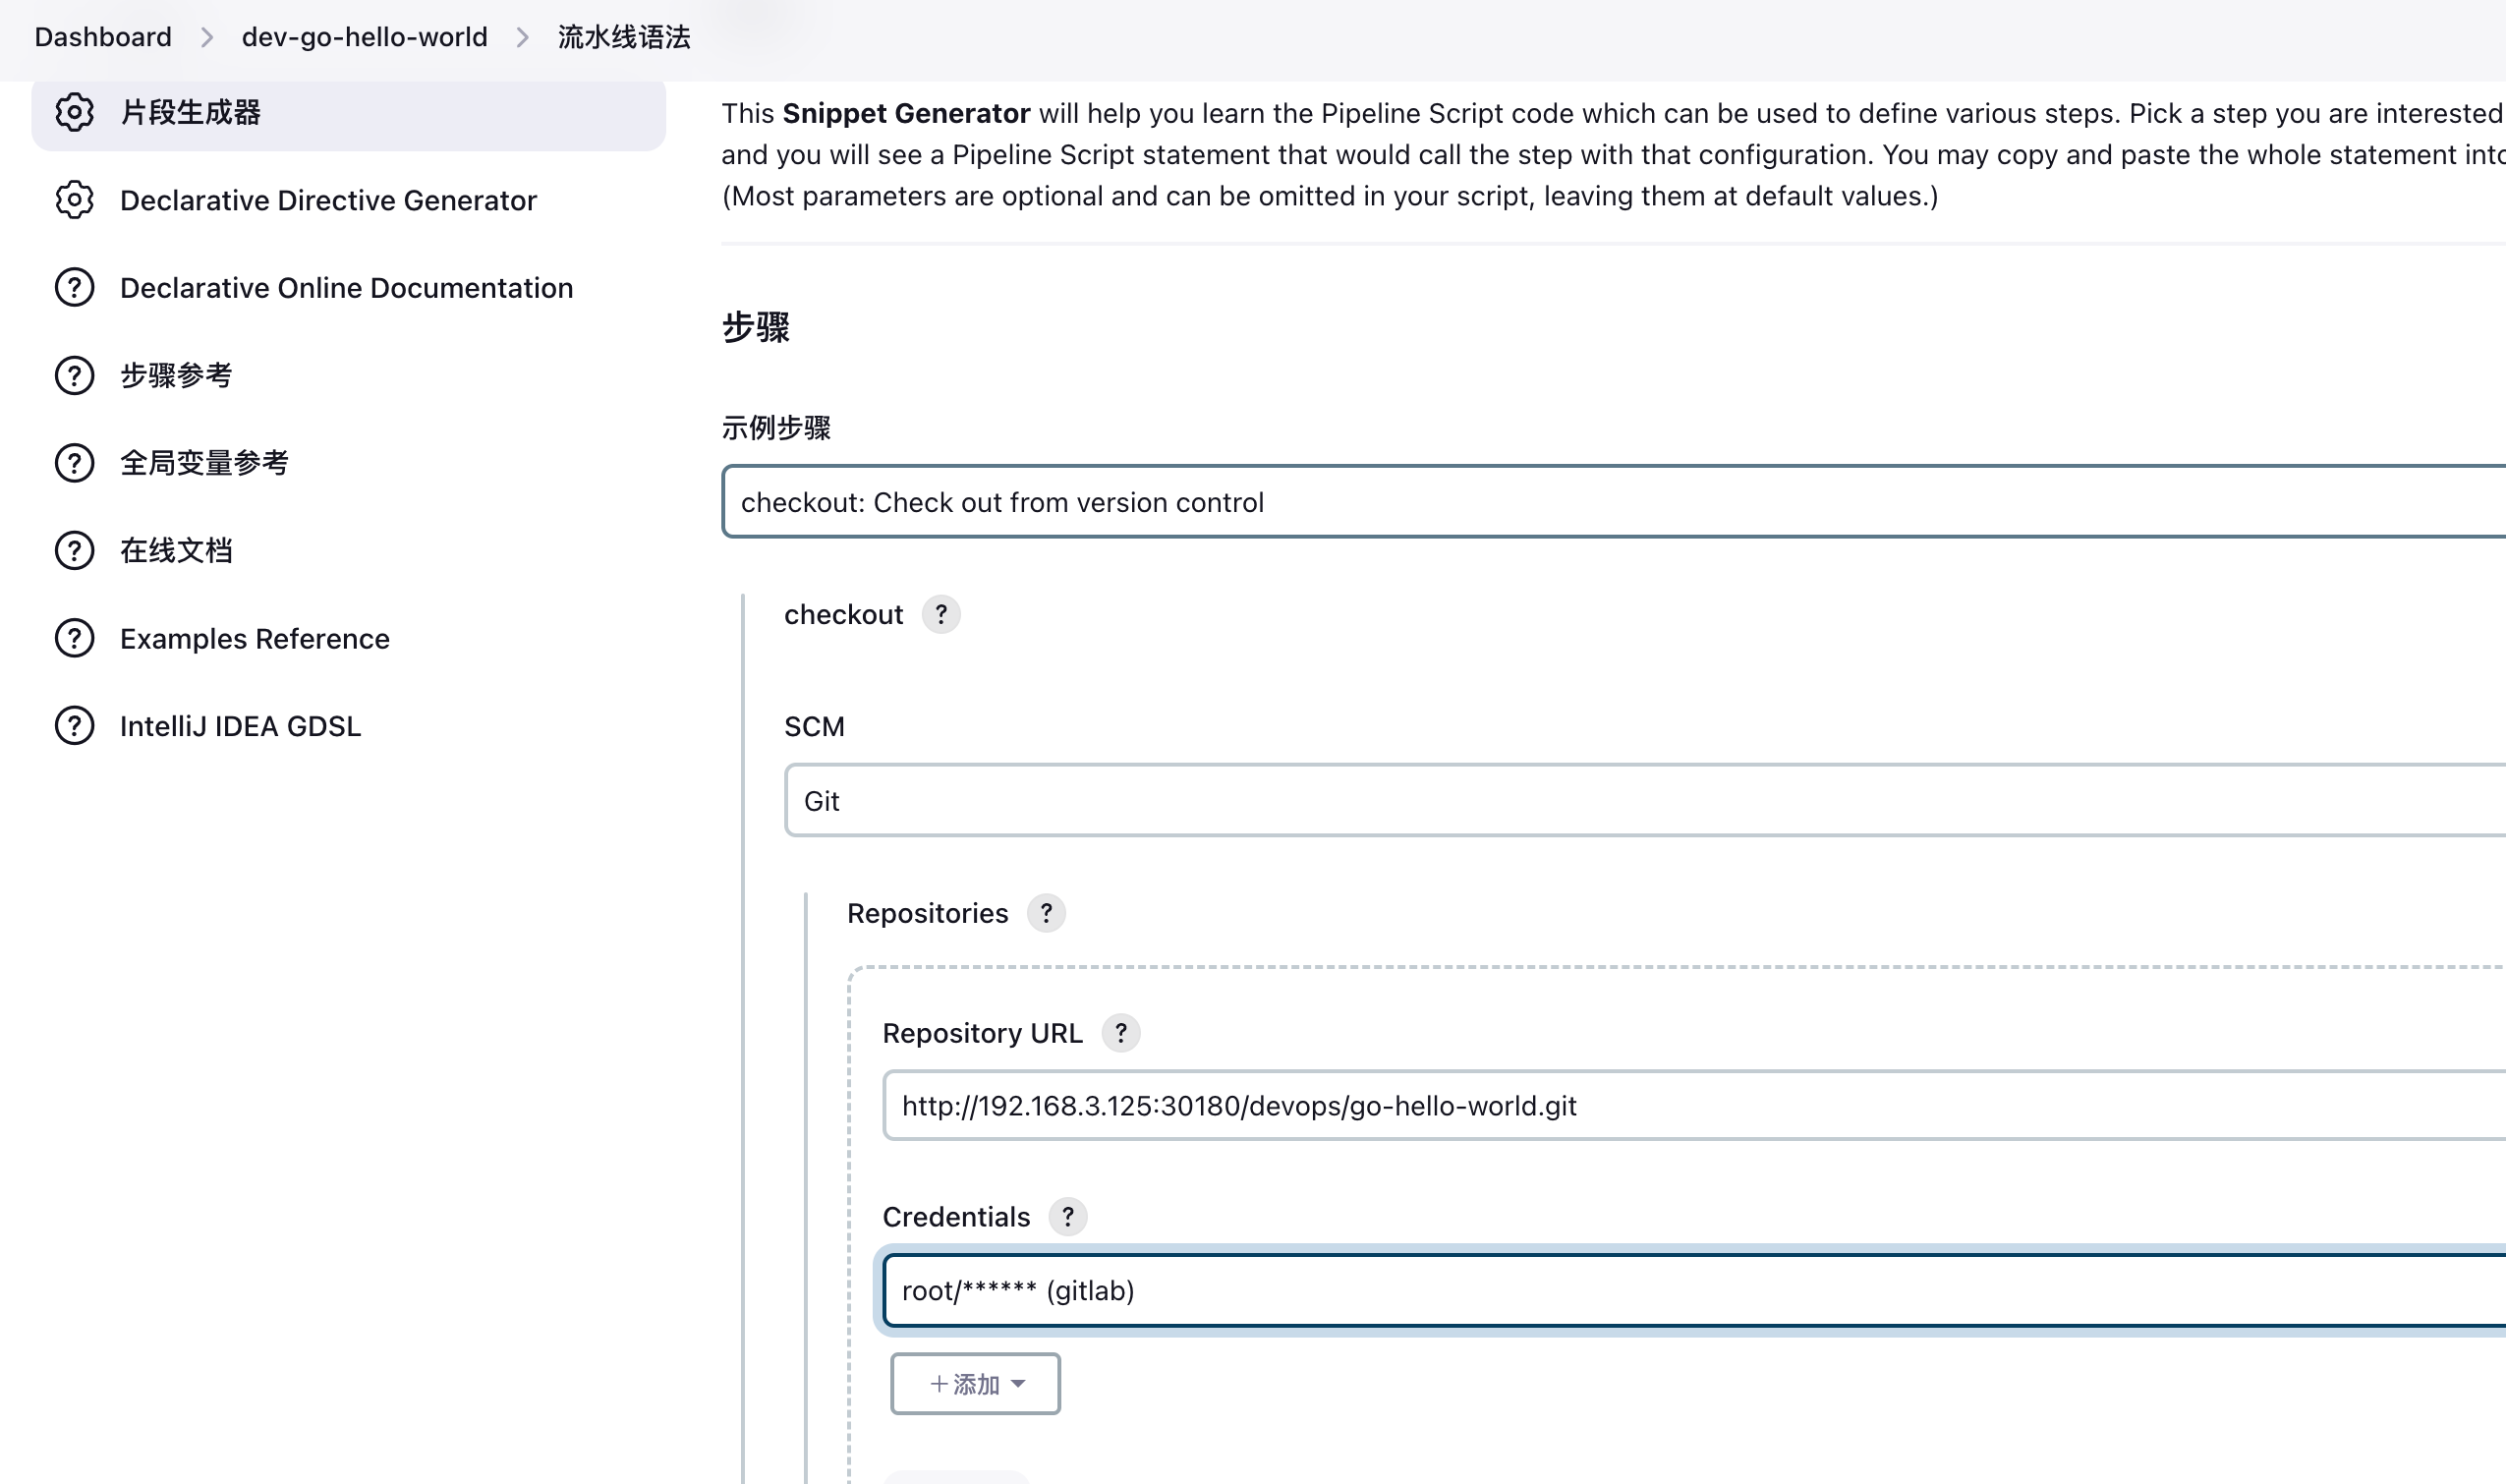 Dashboard > dev-go-hello-world > 流水线语法
片段生成器
Declarative Directive Generator
Declarative Online Documentation
步骤参考
全局变量参考
在线文档
Examples Reference
IntelliJ IDEA GDSL
This Snippet Generator will help you learn the Pipeline Script code which can be used to define various steps. Pick a step you are interested
and you will see a Pipeline Script statement that would call the step with that configuration. You may copy and paste the whole statement into
(Most parameters are optional and can be omitted in your script, leaving them at default values.)
步骤
示例步骤
checkout: Check out from version control
checkout ?
SCM
Git
Repositories ?
Repository URL ?
http://192.168.3.125:30180/devops/go-hello-world.git
Credentials ?
root/****** (gitlab)
+添加